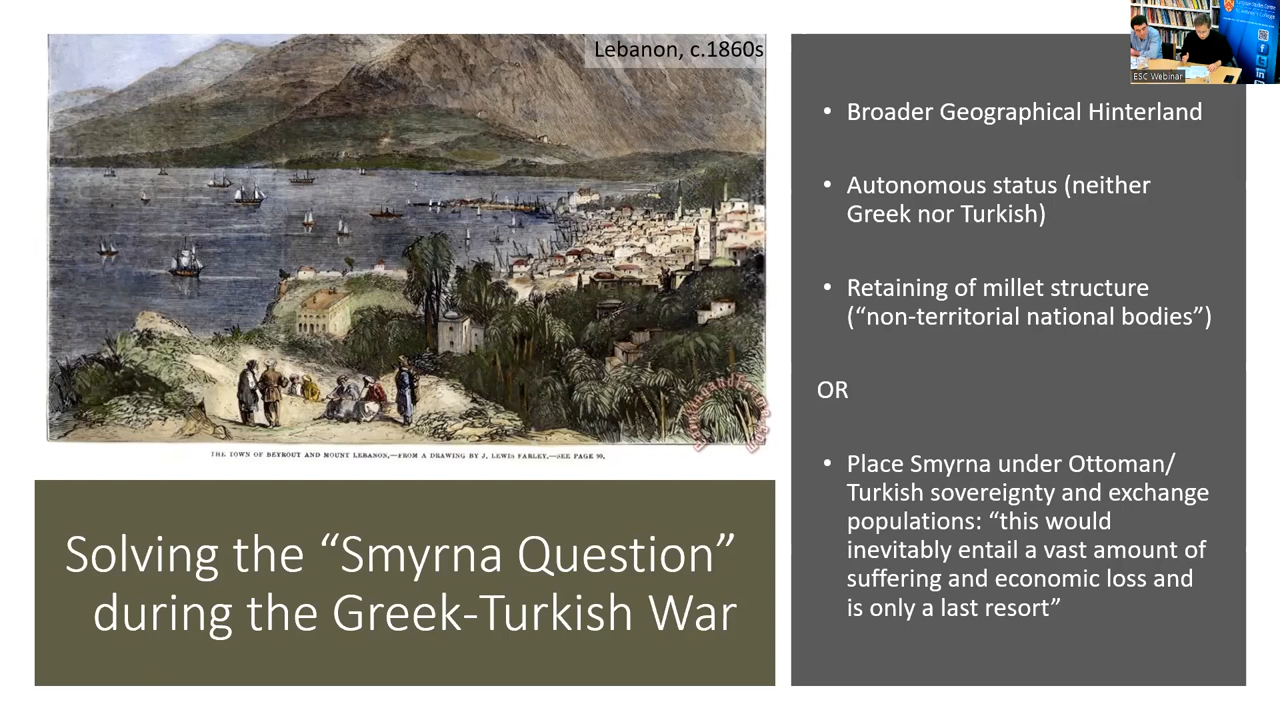 Lebanon, c.1860s
THE TOWN OF BEYROUT AND MOUNT LEBANON,—FROM A DRAWING BY J. LEWIS FARLEY,—SEE PAGE 90.
Solving the “Smyrna Question”
during the Greek-Turkish War
• Broader Geographical Hinterland
• Autonomous status (neither
Greek nor Turkish)
• Retaining of millet structure
(“non-territorial national bodies”)
OR
• Place Smyrna under Ottoman/
Turkish sovereignty and exchange
populations: “this would
inevitably entail a vast amount of
suffering and economic loss and
is only a last resort”
ESC Webinar